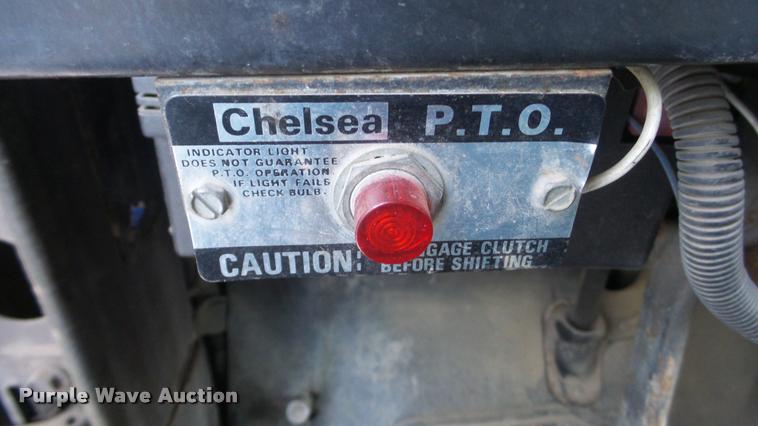 Chelsea P.T.O.
INDICATOR LIGHT
DOES NOT GUARANTEE
P.T.O. OPERATION.
IF LIGHT FAILS
CHECK BULB.
CAUTION: GAGE CLUTCH
BEFORE SHIFTING
Purple Wave Auction